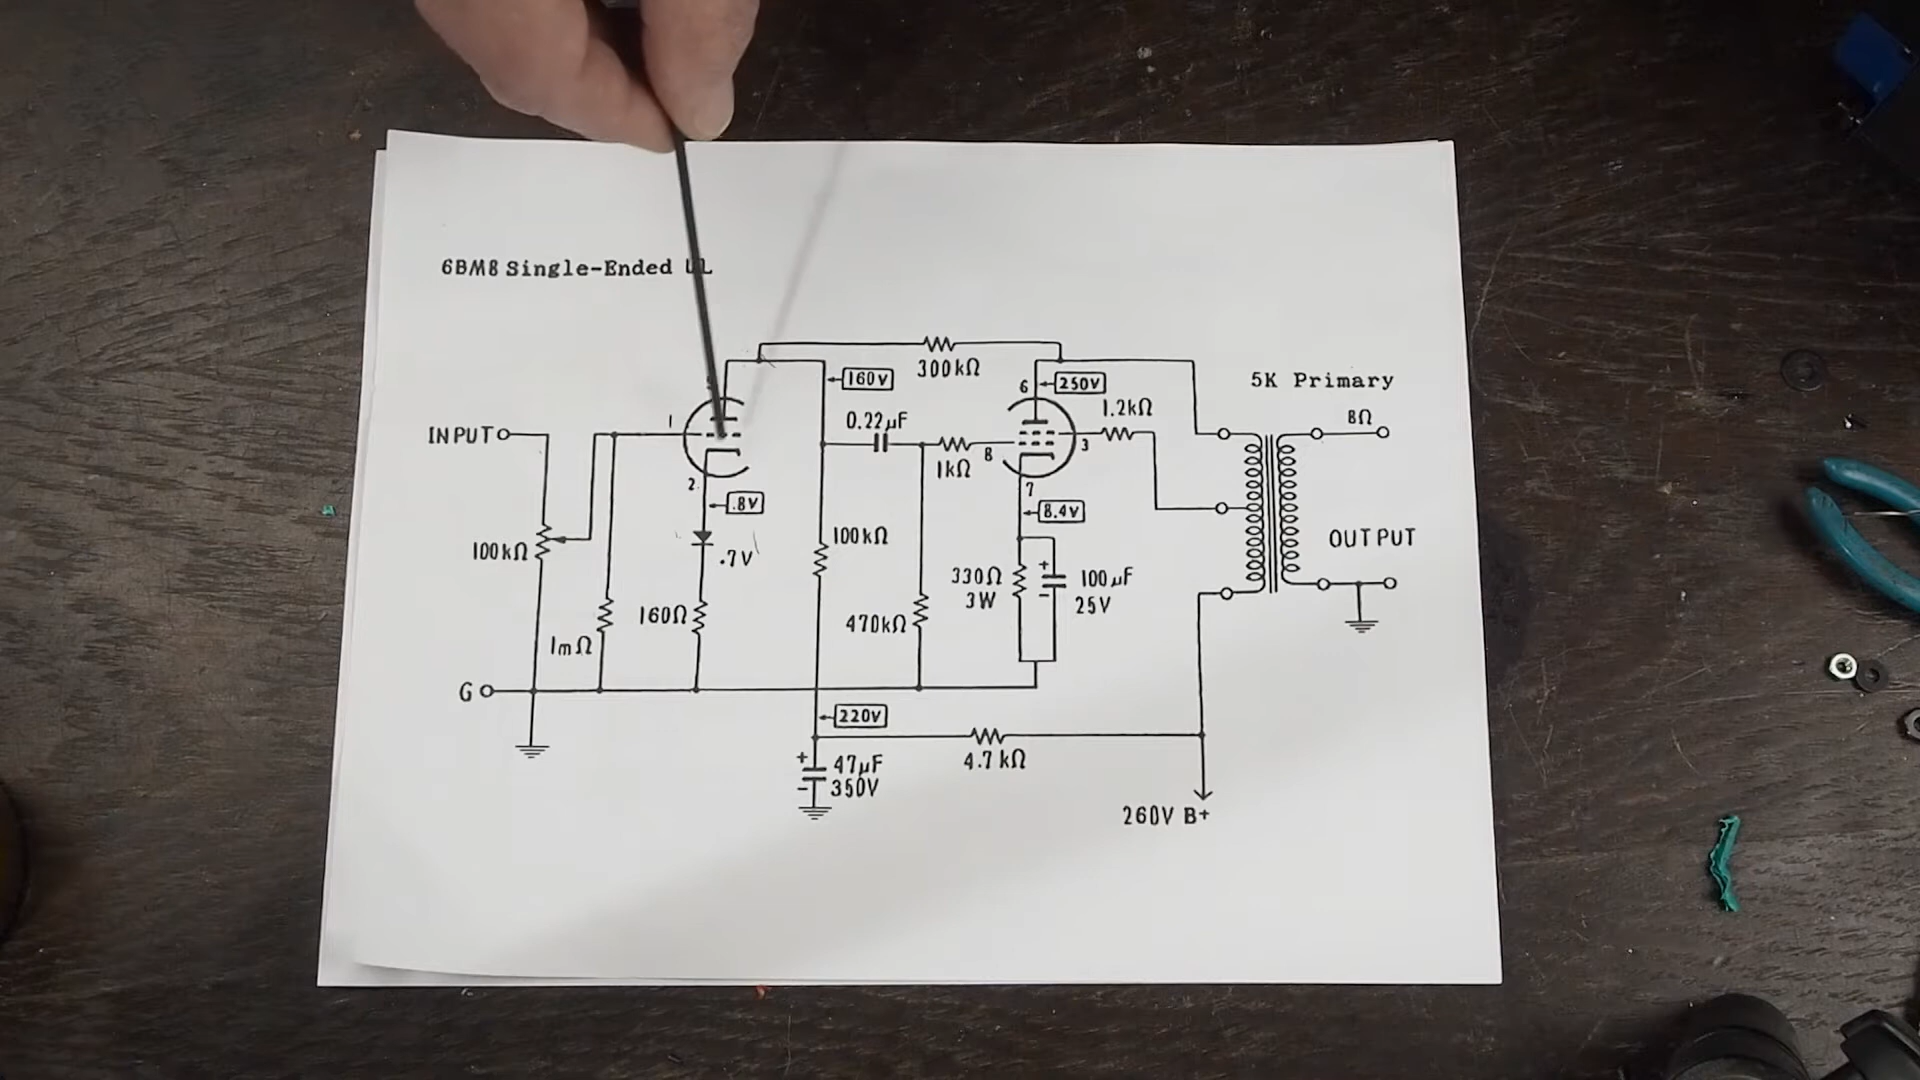 6BM8 Single-Ended UL
300kΩ
160V
6
250V
5K Primary
1.2kΩ
8Ω
1
INPUT
0.22µF
3
1kΩ
8
2
7
.8V
8.4V
100kΩ
100kΩ
.7V
OUTPUT
330Ω
3W
+
-
100µF
25V
160Ω
470kΩ
1mΩ
G
220V
4.7kΩ
+
-
47µF
350V
260V B+